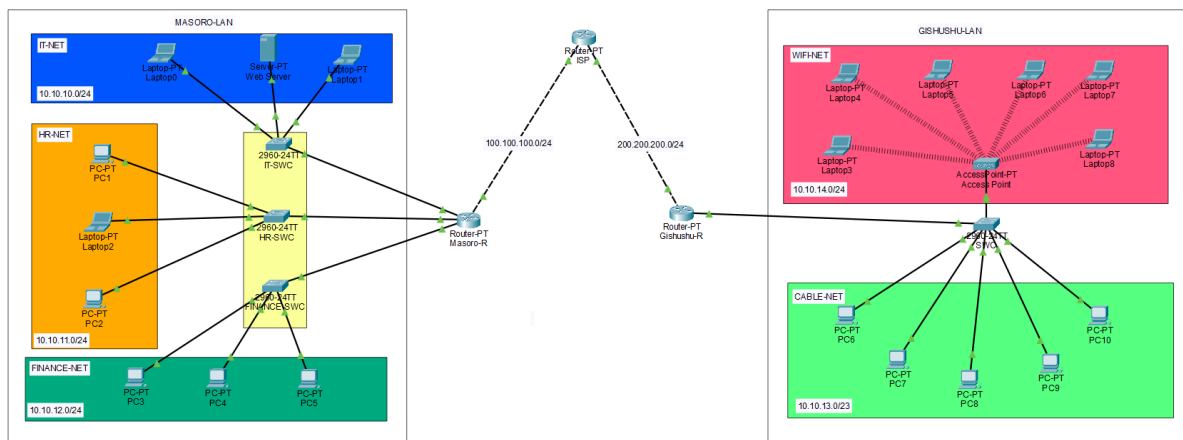 MASORO-LAN
IT-NET
Laptop-PT
Laptop0
Server-PT
Web Server
Laptop-PT
Laptop1
10.10.10.0/24
HR-NET
PC-PT
PC1
Laptop-PT
Laptop2
PC-PT
PC2
10.10.11.0/24
2960-24TT
IT-SWC
2960-24TT
HR-SWC
2960-24TT
FINANCE-SWC
FINANCE-NET
PC-PT
PC3
PC-PT
PC4
PC-PT
PC5
10.10.12.0/24
Router-PT
Masoro-R
100.100.100.0/24
Router-PT
ISP
200.200.200.0/24
Router-PT
Gishushu-R
GISHUSHU-LAN
WIFI-NET
Laptop-PT
Laptop4
Laptop-PT
Laptop5
Laptop-PT
Laptop6
Laptop-PT
Laptop7
Laptop-PT
Laptop3
AccessPoint-PT
Access Point
Laptop-PT
Laptop8
10.10.14.0/24
2960-24TT
SWC
CABLE-NET
PC-PT
PC6
PC-PT
PC7
PC-PT
PC8
PC-PT
PC9
PC-PT
PC10
10.10.13.0/23